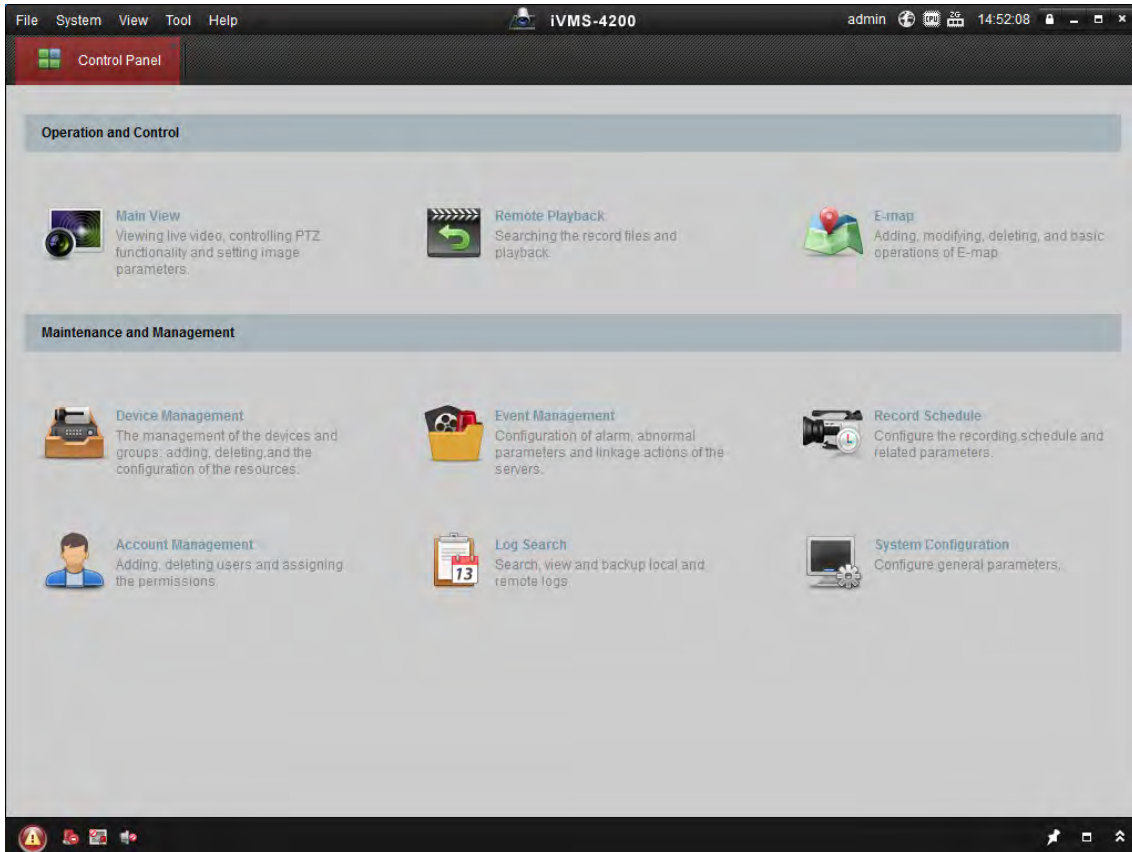 File System View Tool Help iVMS-4200 admin CPU 2G 14:52:08
Control Panel
Operation and Control
Main View
Viewing live video, controlling PTZ
functionality and setting image
parameters.
Remote Playback
Searching the record files and
playback
E-map
Adding, modifying, deleting, and basic
operations of E-map
Maintenance and Management
Device Management
The management of the devices and
groups: adding, deleting,and the
configuration of the resources.
Event Management
Configuration of alarm, abnormal
parameters and linkage actions of the
servers.
Record Schedule
Configure the recording schedule and
related parameters.
Account Management
Adding, deleting users and assigning
the permissions.
Log Search
Search, view and backup local and
remote logs
13
System Configuration
Configure general parameters.